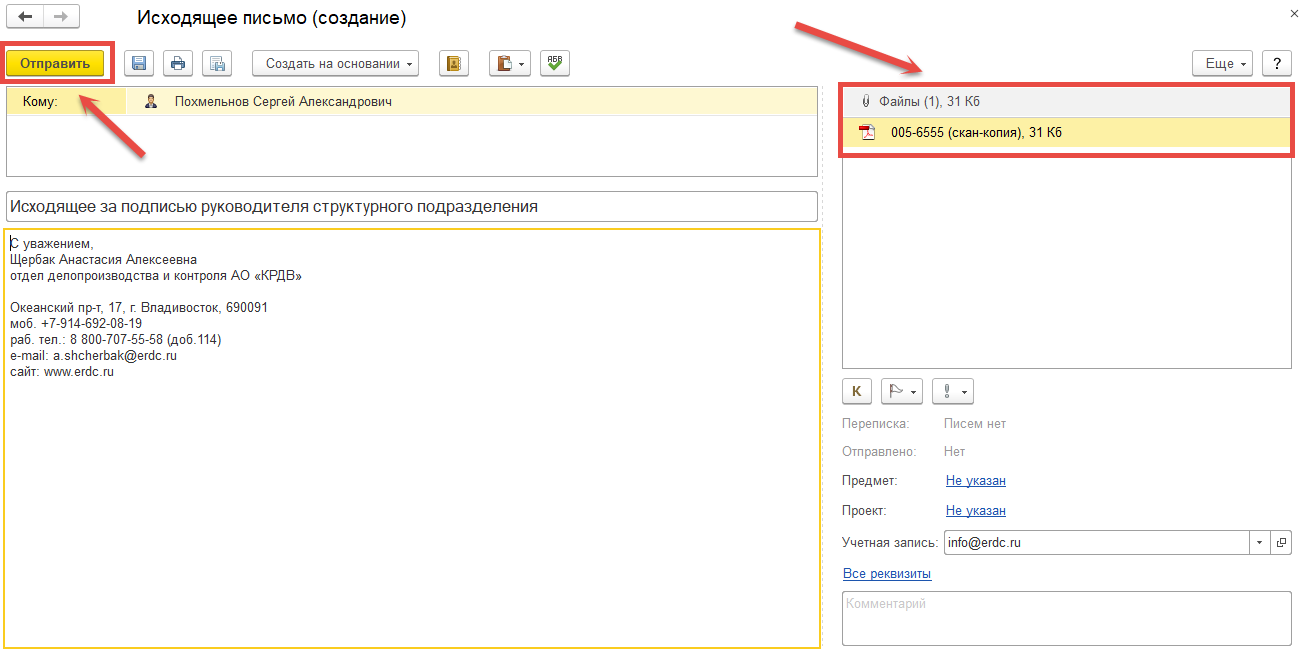 Исходящее письмо (создание)
Отправить
Создать на основании
АБВ
Еще
?
Кому:
Похмельнов Сергей Александрович
Файлы (1), 31 Кб
005-6555 (скан-копия), 31 Кб
Исходящее за подписью руководителя структурного подразделения
С уважением,
Щербак Анастасия Алексеевна
отдел делопроизводства и контроля АО «КРДВ»
Океанский пр-т, 17, г. Владивосток, 690091
моб. +7-914-692-08-19
раб. тел.: 8 800-707-55-58 (доб.114)
e-mail: a.shcherbak@erdc.ru
сайт: www.erdc.ru
К
Переписка: Писем нет
Отправлено: Нет
Предмет: Не указан
Проект: Не указан
Учетная запись: info@erdc.ru
Все реквизиты
Комментарий